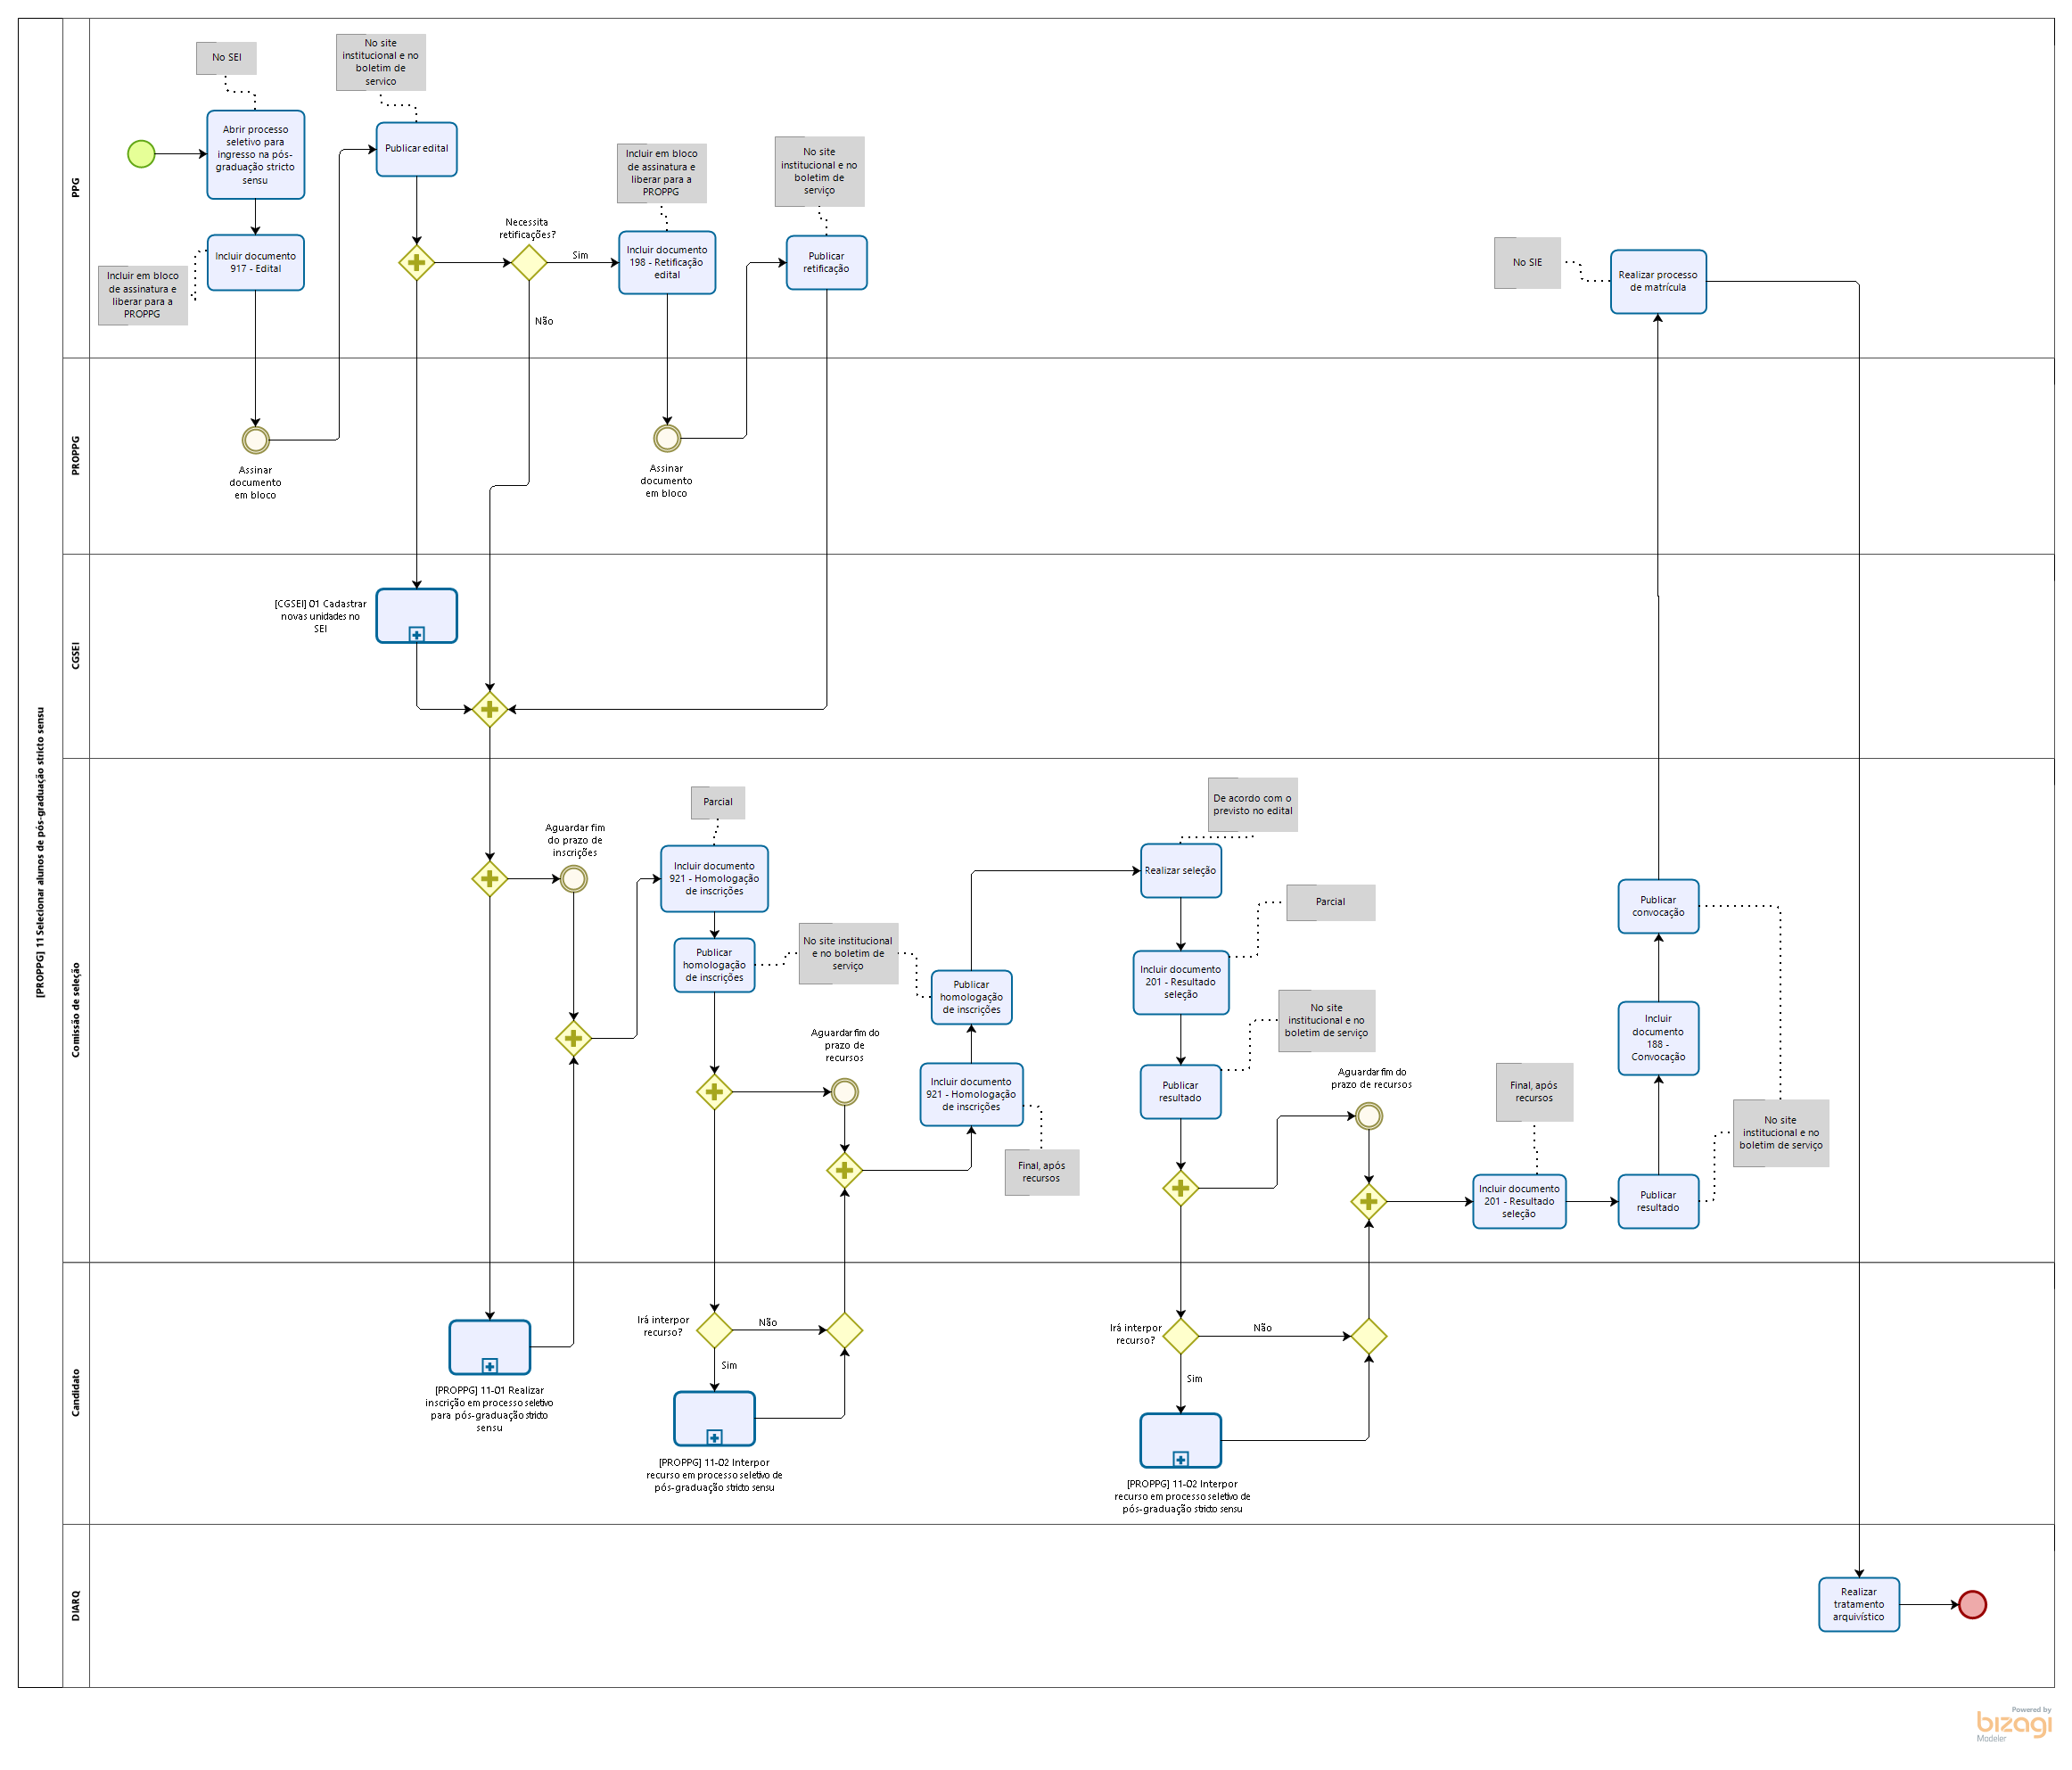 [PROPPG] 11 Selecionar alunos de pós-graduação stricto sensu
PPG
No SEI
No site
institucional e no
boletim de
servico
Abrir processo
seletivo para
ingresso na pós-
graduação stricto
sensu
Publicar edital
Incluir documento
917 - Edital
Incluir em bloco
de assinatura e
liberar para a
PROPPG
Necessita
retificações?
Sim
Não
Incluir em bloco
de assinatura e
liberar para a
PROPPG
Incluir documento
198 - Retificação
edital
No site
institucional e no
boletim de
serviço
Publicar
retificação
No SIE
Realizar processo
de matrícula
PROPPG
Assinar
documento
em bloco
Assinar
documento
em bloco
CGSEI
[CGSEI] 01 Cadastrar
novas unidades no
SEI
Comissão de seleção
Aguardar fim
do prazo de
inscrições
Parcial
Incluir documento
921 - Homologação
de inscrições
Publicar
homologação
de inscrições
No site institucional
e no boletim de
serviço
Aguardar fim do
prazo de
recursos
Publicar
homologação
de inscrições
Incluir documento
921 - Homologação
de inscrições
Final, após
recursos
De acordo com o
previsto no edital
Realizar seleção
Parcial
Incluir documento
201 - Resultado
seleção
No site
institucional e no
boletim de serviço
Publicar
resultado
Aguardar fim do
prazo de recursos
Final, após
recursos
Incluir documento
201 - Resultado
seleção
Publicar
resultado
No site
institucional e no
boletim de serviço
Incluir
documento
188 -
Convocação
Publicar
convocação
Candidato
[PROPPG] 11-01 Realizar
inscrição em processo seletivo
para pós-graduação stricto
sensu
Irá interpor
recurso?
Não
Sim
[PROPPG] 11-02 Interpor
recurso em processo seletivo de
pós-graduação stricto sensu
Irá interpor
recurso?
Não
Sim
[PROPPG] 11-02 Interpor
recurso em processo seletivo de
pós-graduação stricto sensu
DIARQ
Realizar
tratamento
arquivístico
Powered by
bizagi
Modeler